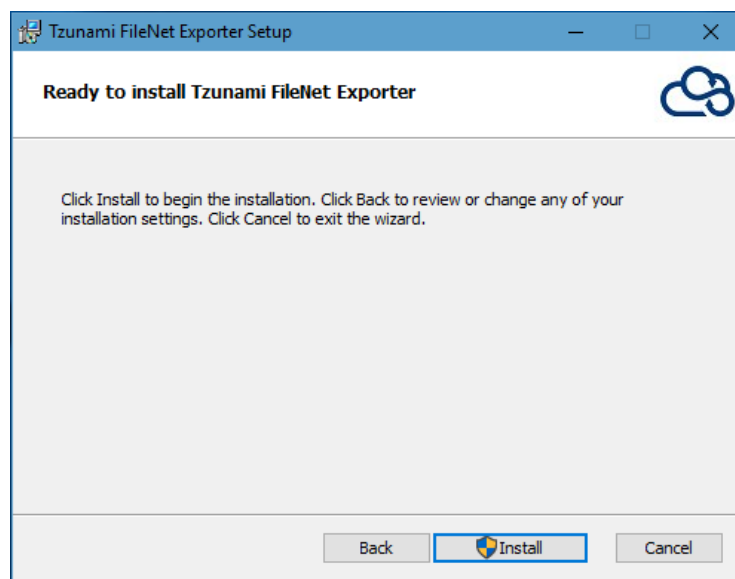 Tzunami FileNet Exporter Setup
Ready to install Tzunami FileNet Exporter
Click Install to begin the installation. Click Back to review or change any of your
installation settings. Click Cancel to exit the wizard.
Back
Install
Cancel